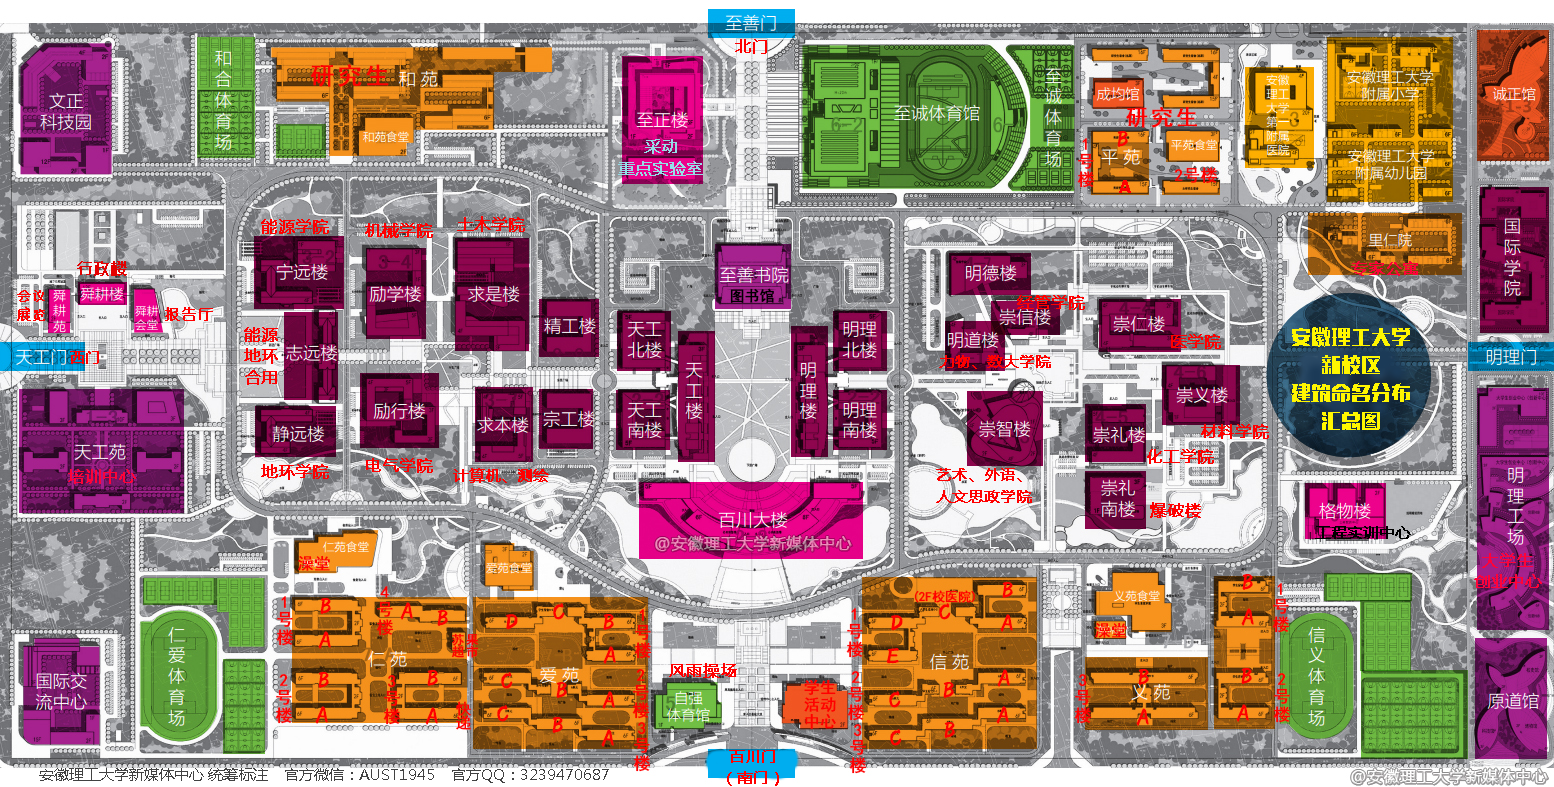 至善门
北门
文正
科技园
和合体育场
研究生
和苑
和苑食堂
至正楼
采动
重点实验室
至诚体育馆
至诚体育场
成均馆
研究生
1号楼
B
平苑
A
平苑食堂
2号楼
安徽
理工
大学
第一
附属
医院
安徽理工大学
附属小学
安徽理工大学
附属幼儿园
诚正馆
里仁院
国际学院
行政楼
会议
展览
舜耕苑
舜耕楼
舜耕
会堂
报告厅
天工门
西门
能源学院
宁远楼
机械学院
励学楼
土木学院
求是楼
能源
地环
合用
志远楼
静远楼
地环学院
励行楼
电气学院
求本楼
计算机、测绘
精工楼
宗工楼
天工
北楼
天工
南楼
天工楼
至善书院
图书馆
明理
北楼
明理
南楼
明理楼
明德楼
崇信楼
明道楼
力物、数大学院
崇仁楼
医学院
崇义楼
材料学院
崇智楼
艺术、外语、
人文思政学院
崇礼楼
化工学院
崇礼
南楼
爆破楼
安徽理工大学
新校区
建筑命名分布
汇总图
明理门
天工苑
培训中心
百川大楼
@安徽理工大学新媒体中心
格物楼
工程实训中心
明理工场
大学生
创业中心
仁苑食堂
澡堂
爱苑食堂
仁爱体育场
国际交
流中心
1号楼
B
A
4号楼
A
B
仁苑
2号楼
B
A
3号楼
B
A
D
C
B
A
1号楼
爱苑
C
B
A
2号楼
C
B
A
3号楼
风雨操场
自强
体育馆
学生
活动
中心
百川门
（南门）
(2F校医院)
1号楼
D
C
B
A
E
信苑
2号楼
C
B
A
3号楼
C
B
A
义苑食堂
澡堂
B
A
1号楼
3号楼
B
义苑
A
B
A
2号楼
信义体育场
原道馆
安徽理工大学新媒体中心 统筹标注 官方微信：AUST1945 官方QQ：3239470687
@安徽理工大学新媒体中心